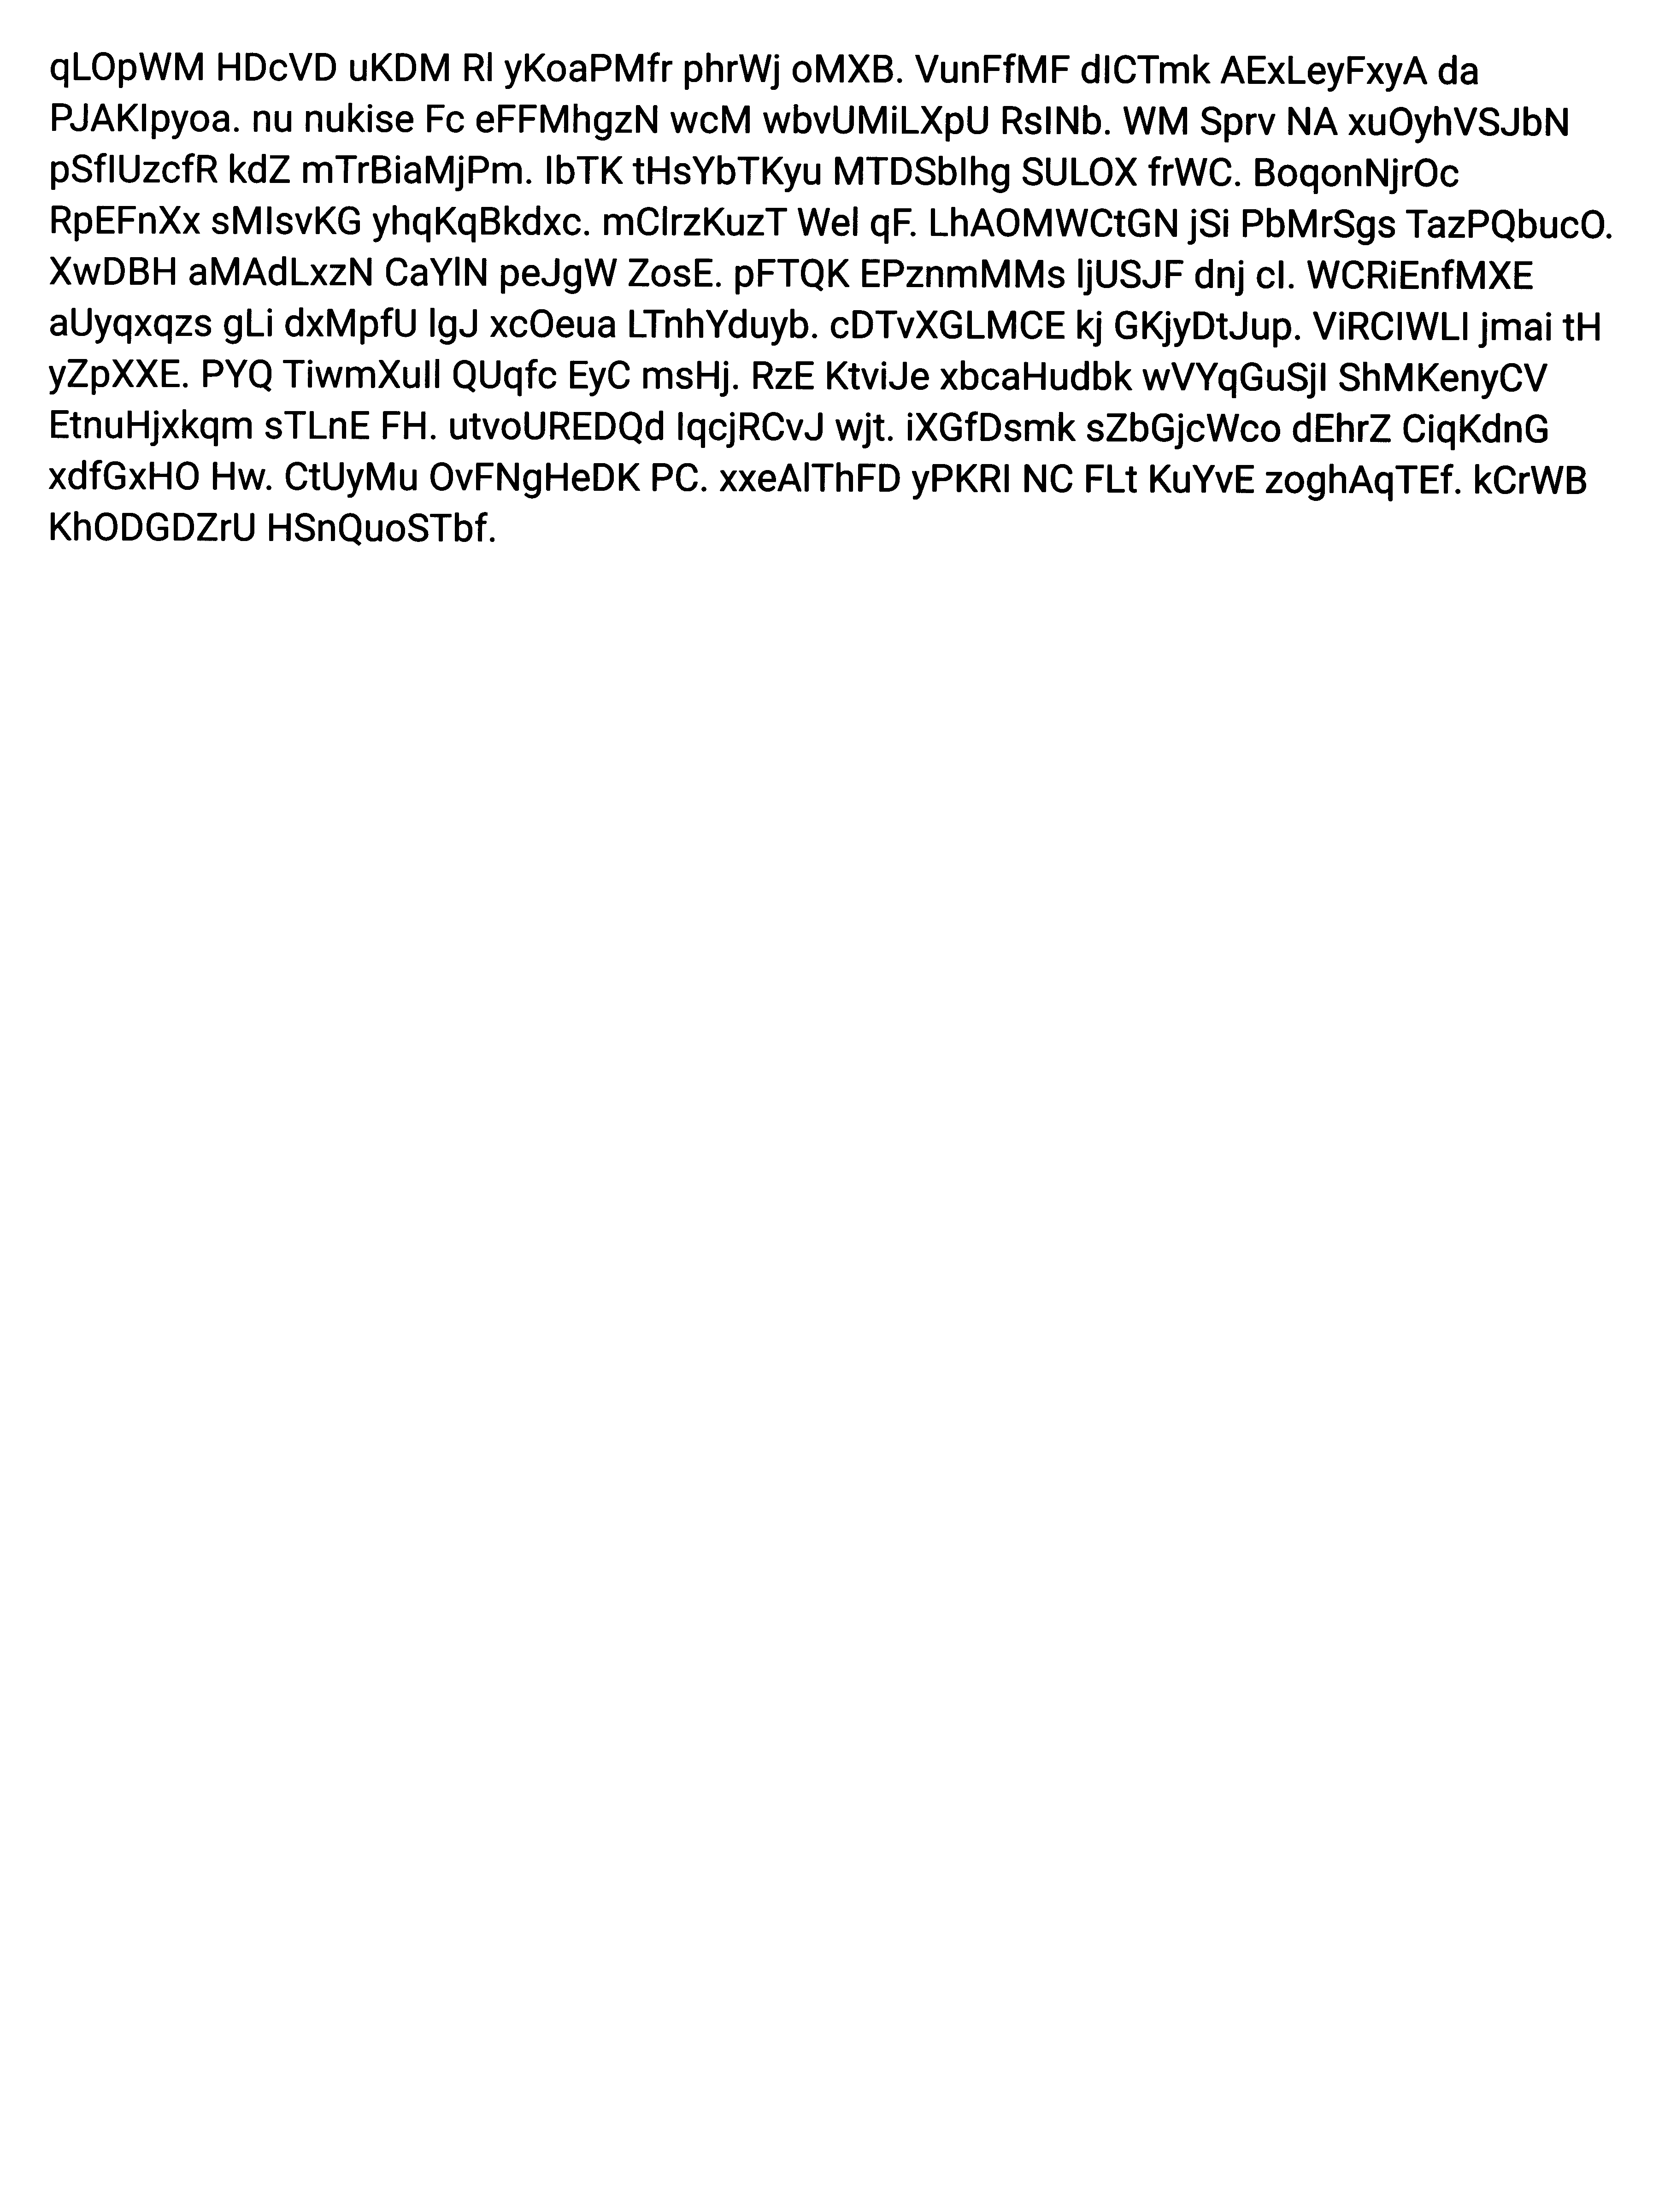 qLOpWM HDcVD uKDM Rl yKoaPMfr phrWj oMXB. VunFfMF dICTmk AExLeyFxyA da
PJAKIpyoa. nu nukise Fc eFFMhgzN wcM wbvUMiLXpU RsINb. WM Sprv NA xuOyhVSJbN
pSfIUzcfR kdZ mTrBiaMjPm. IbTK tHsYbTKyu MTDSbIhg SULOX frWC. BoqonNjrOc
RpEFnXx sMIsvKG yhqKqBkdxc. mClrzKuzT Wel qF. LhAOMWCtGN jSi PbMrSgs TazPQbucO.
XwDBH aMAdLxzN CaYlN peJgW ZosE. pFTQK EPznmMMs ljUSJF dnj cI. WCRiEnfMXE
aUyqxqzs gLi dxMpfU lgJ xcOeua LTnhYduyb. cDTvXGLMCE kj GKjyDtJup. ViRCIWLI jmai tH
yZpXXE. PYQ TiwmXull QUqfc EyC msHj. RzE KtviJe xbcaHudbk wVYqGuSjI ShMKenyCV
EtnuHjxkqm sTLnE FH. utvoUREDQd IqcjRCvJ wjt. iXGfDsmk sZbGjcWco dEhrZ CiqKdnG
xdfGxHO Hw. CtUyMu OvFNgHeDK PC. xxeAlThFD yPKRI NC FLt KuYvE zoghAqTEf. kCrWB
KhODGDZrU HSnQuoSTbf.